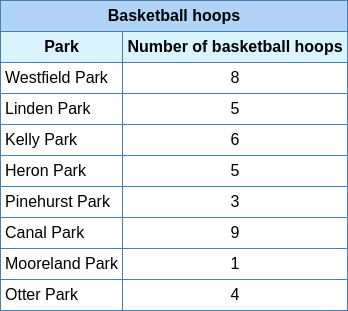 Basketball hoops
Park Number of basketball hoops
Westfield Park 8
Linden Park 5
Kelly Park 6
Heron Park 5
Pinehurst Park 3
Canal Park 9
Mooreland Park 1
Otter Park 4